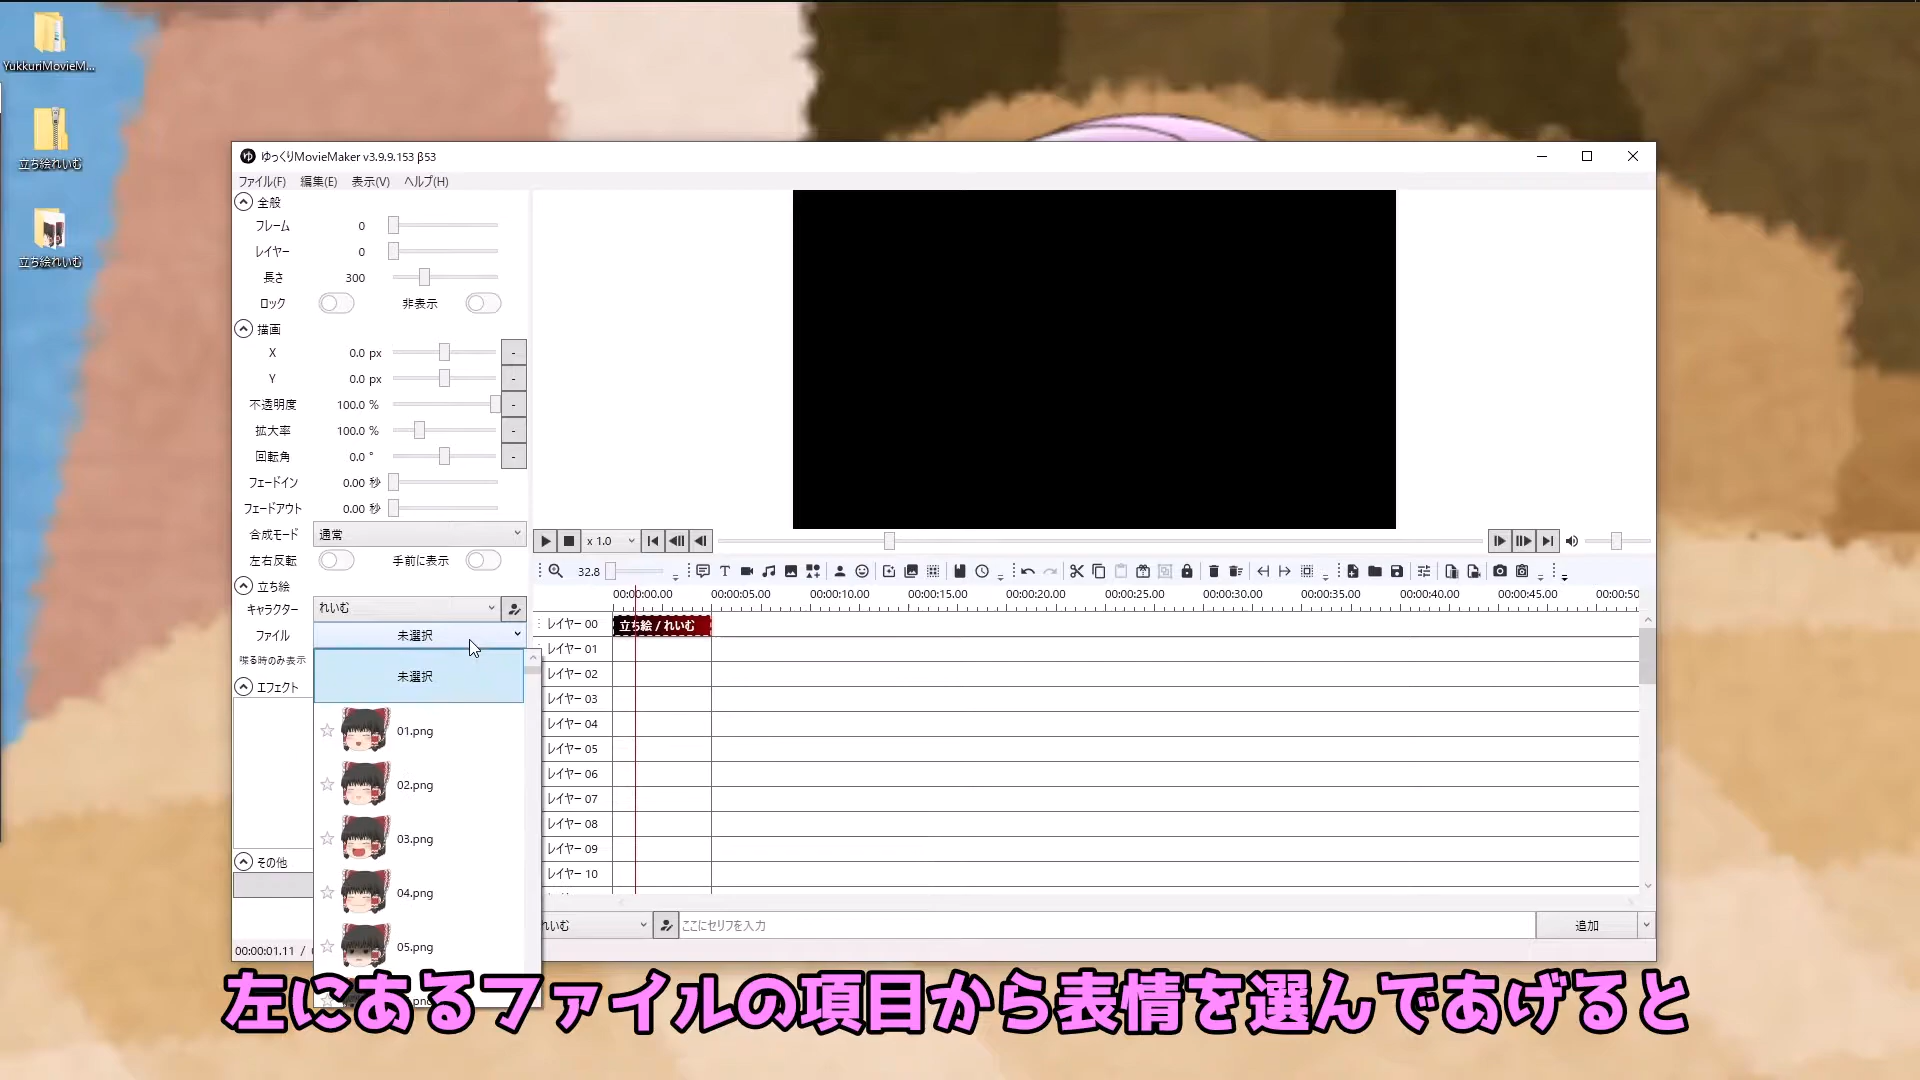 YukkuriMovieM...
立ち絵れいむ
立ち絵れいむ
ゆっくりMovieMaker v3.9.9.153 β53
ファイル(F) 編集(E) 表示(V) ヘルプ(H)
全般
フレーム 0
レイヤー 0
長さ 300
ロック 非表示
描画
X 0.0 px -
Y 0.0 px -
不透明度 100.0 % -
拡大率 100.0 % -
回転角 0.0 ° -
フェードイン 0.00 秒
フェードアウト 0.00 秒
合成モード 通常
左右反転 手前に表示
立ち絵
キャラクター れいむ
ファイル 未選択
喋る時のみ表示
未選択
エフェクト
01.png
02.png
03.png
04.png
05.png
その他
x 1.0
32.8
00:00:00.00 00:00:05.00 00:00:10.00 00:00:15.00 00:00:20.00 00:00:25.00 00:00:30.00 00:00:35.00 00:00:40.00 00:00:45.00 00:00:50
レイヤー 00 立ち絵 / れいむ
レイヤー 01
レイヤー 02
レイヤー 03
レイヤー 04
レイヤー 05
レイヤー 06
レイヤー 07
レイヤー 08
レイヤー 09
レイヤー 10
れいむ ここにセリフを入力 追加
00:00:01.11 /
左にあるファイルの項目から表情を選んであげると